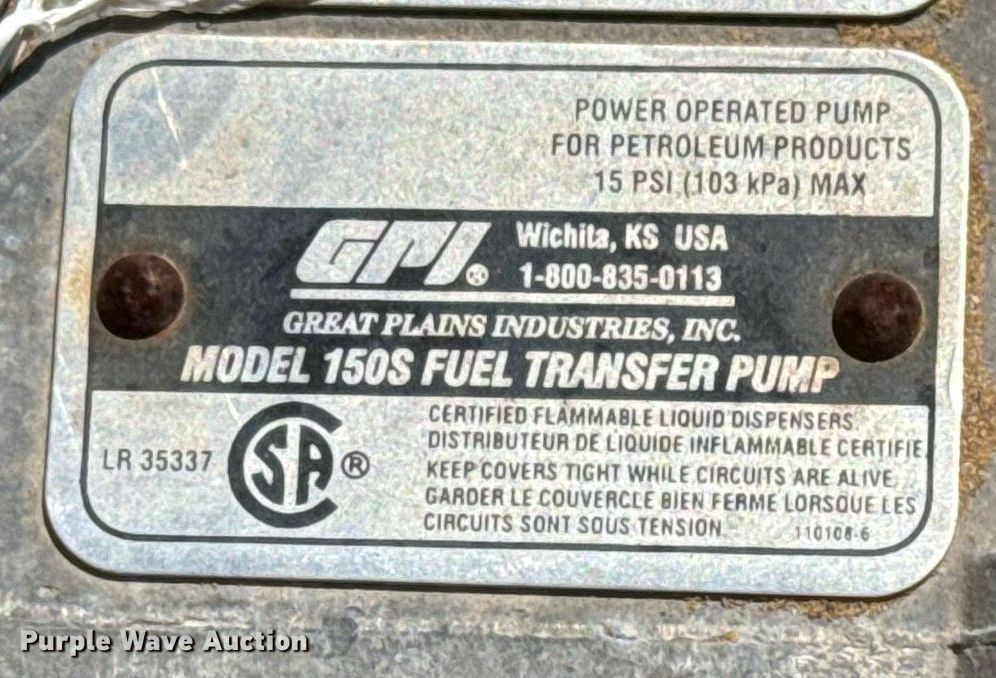 POWER OPERATED PUMP
FOR PETROLEUM PRODUCTS
15 PSI (103 kPa) MAX
GPI® Wichita, KS USA
1-800-835-0113
GREAT PLAINS INDUSTRIES, INC.
MODEL 150S FUEL TRANSFER PUMP
LR 35337
SA®
CERTIFIED FLAMMABLE LIQUID DISPENSERS.
DISTRIBUTEUR DE LIQUIDE INFLAMMABLE CERTIFIE.
KEEP COVERS TIGHT WHILE CIRCUITS ARE ALIVE.
GARDER LE COUVERCLE BIEN FERME LORSQUE LES
CIRCUITS SONT SOUS TENSION.
110108-6
Purple Wave Auction